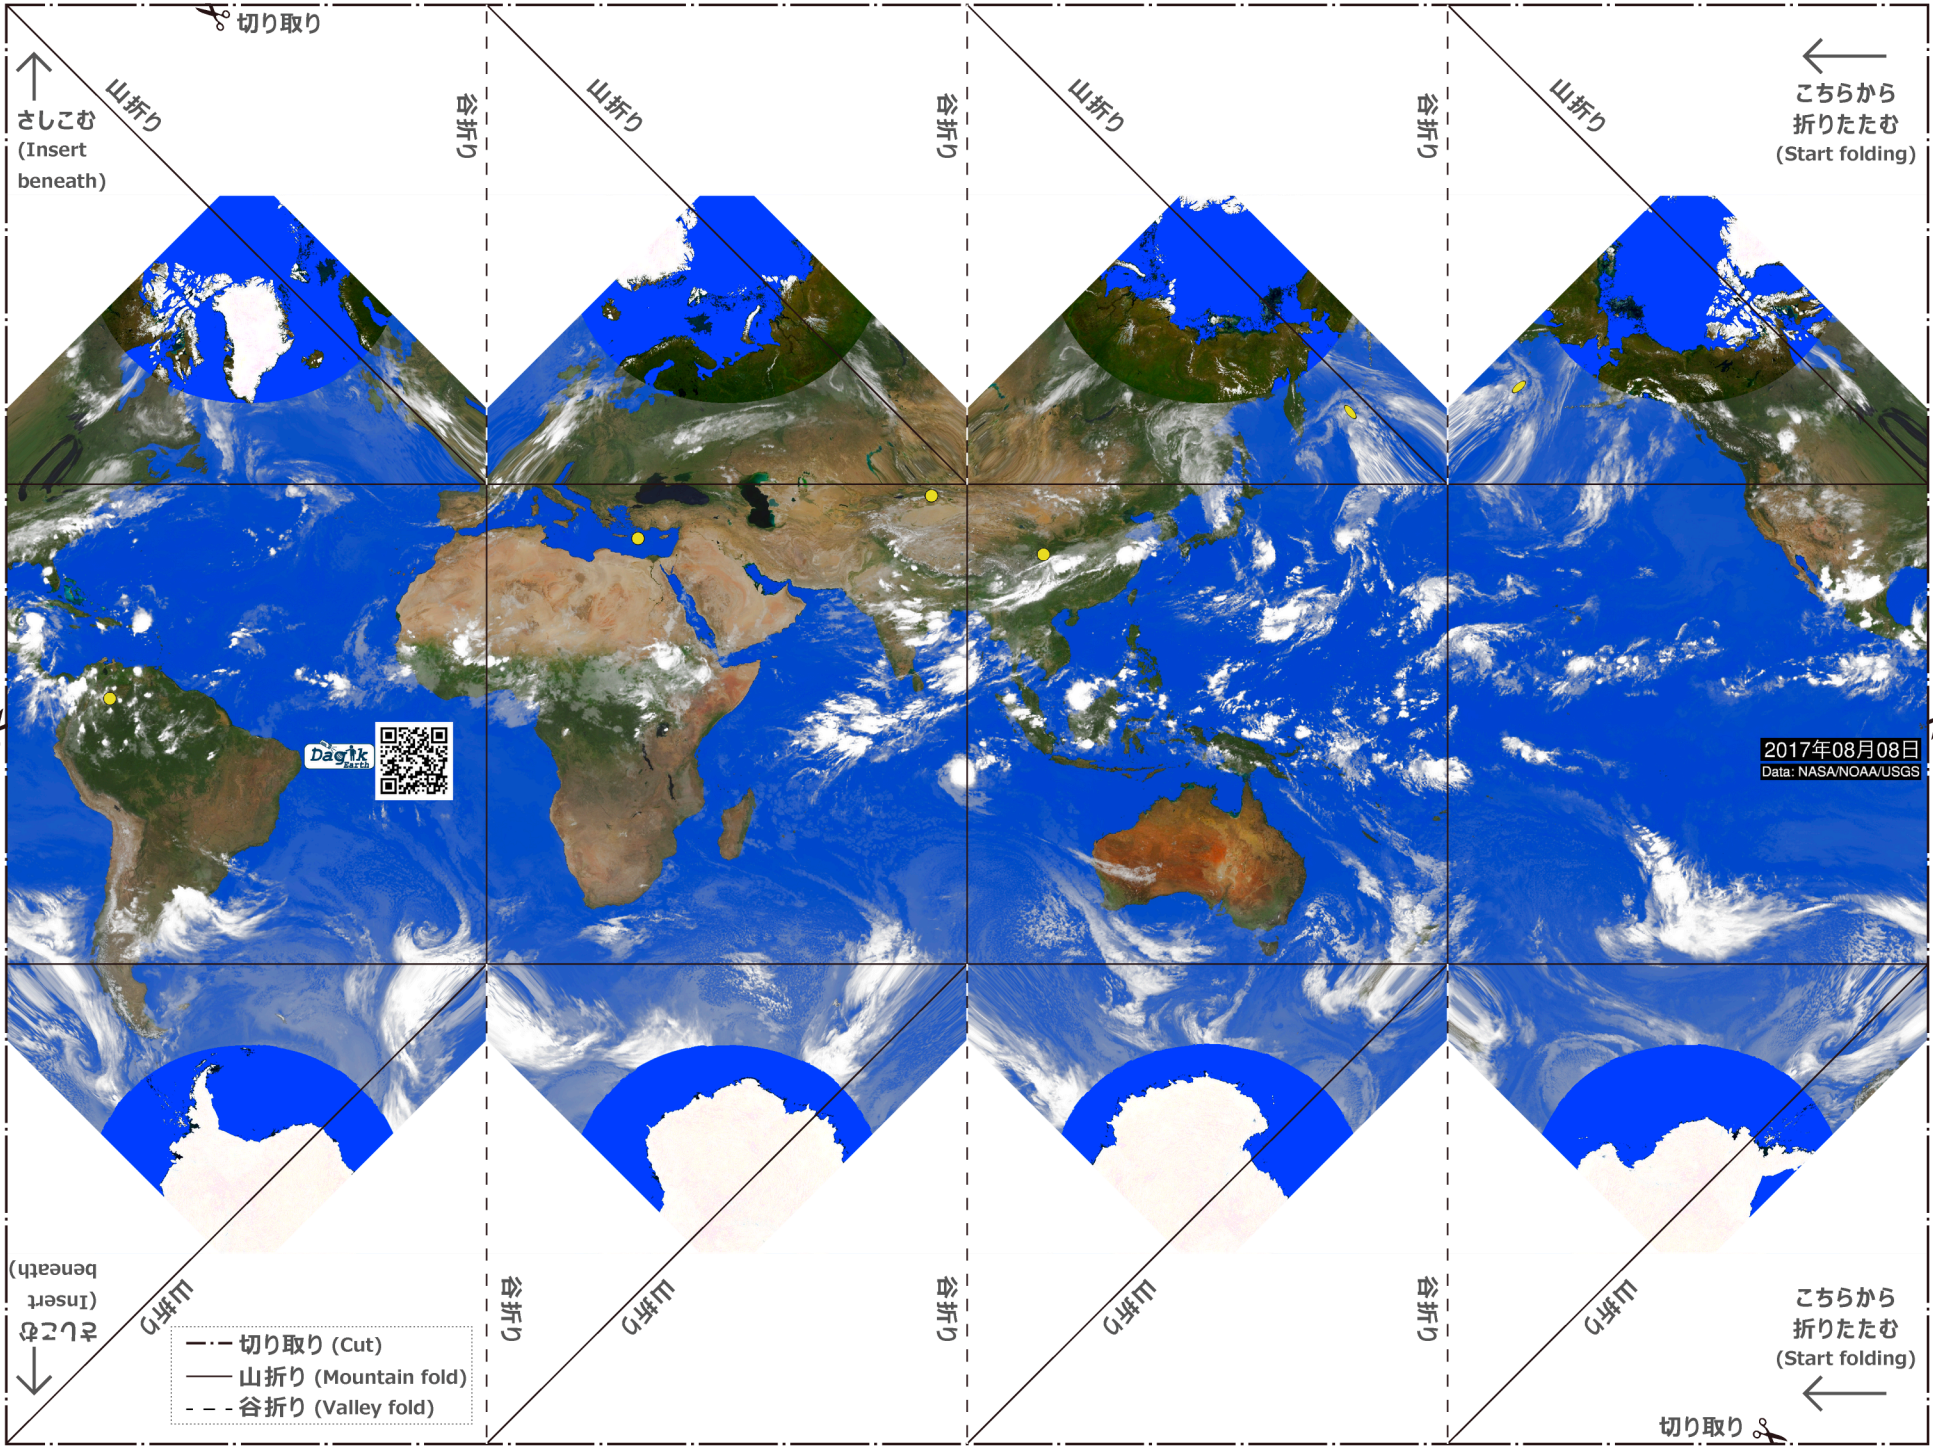 切り取り
さしこむ
(Insert
beneath)
山折り
谷折り
山折り
谷折り
山折り
谷折り
山折り
こちらから
折りたたむ
(Start folding)
Dagik
Earth
2017年08月08日
Data: NASA/NOAA/USGS
さしこむ
(Insert
beneath)
山折り
谷折り
山折り
谷折り
山折り
谷折り
山折り
こちらから
折りたたむ
(Start folding)
切り取り (Cut)
山折り (Mountain fold)
谷折り (Valley fold)
切り取り